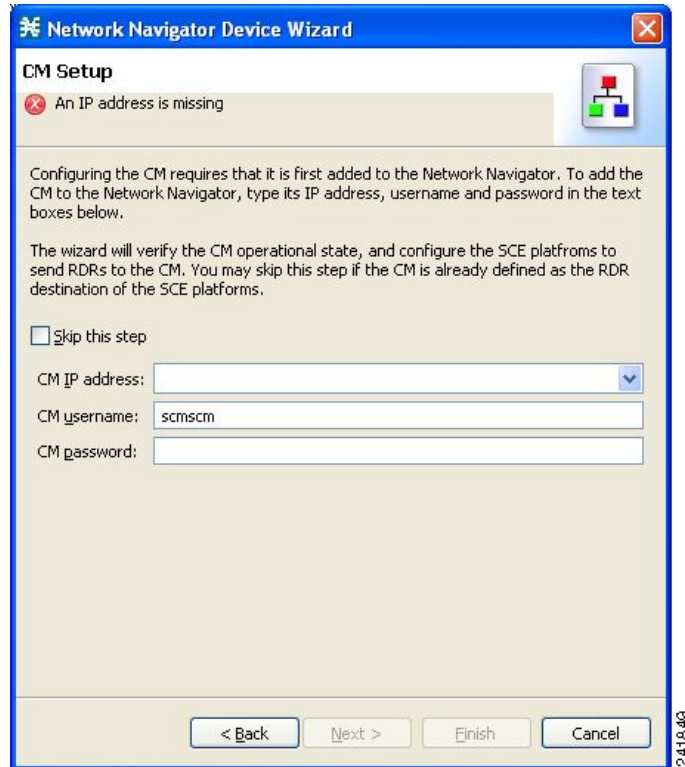 Network Navigator Device Wizard
CM Setup
An IP address is missing
Configuring the CM requires that it is first added to the Network Navigator. To add the
CM to the Network Navigator, type its IP address, username and password in the text
boxes below.
The wizard will verify the CM operational state, and configure the SCE platfroms to
send RDRs to the CM. You may skip this step if the CM is already defined as the RDR
destination of the SCE platforms.
Skip this step
CM IP address:
CM username: scmscm
CM password:
< Back Next > Finish Cancel
241849